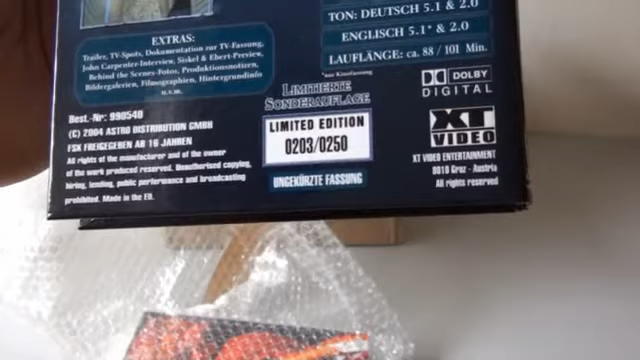 EXTRAS:
Trailer, TV-Spots, Dokumentation zur TV-Fassung,
John Carpenter-Interview, Siskel & Ebert-Preview,
Behind the Scenes-Fotos, Produktionsnotizen,
Bildergalerien, Filmographien, Hintergrundinfo
u.v.m.
TON: DEUTSCH 5.1 & 2.0
ENGLISCH 5.1* & 2.0
LAUFLÄNGE: ca. 88 / 101 Min.
*nur Kinofassung
Best.-Nr: 990540
(C) 2004 ASTRO DISTRIBUTION GMBH
FSK FREIGEGEBEN AB 16 JAHREN
All rights of the manufacturer and of the owner
of the work produced reserved. Unauthorised copying,
hiring, lending, public performance and broadcasting
prohibited. Made in the EU.
LIMITIERTE
SONDERAUFLAGE
LIMITED EDITION
0203/0250
UNGEKÜRZTE FASSUNG
DOLBY
DIGITAL
XT
VIDEO
XT VIDEO ENTERTAINMENT
8010 Graz - Austria
All rights reserved